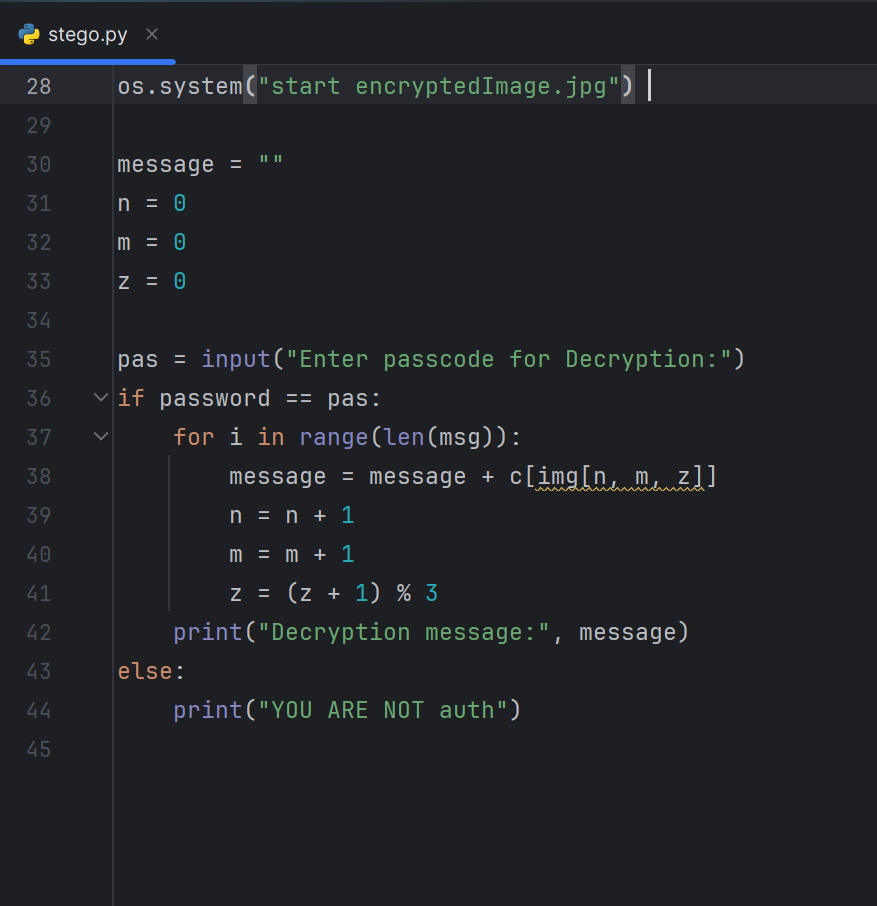 stego.py
28 os.system("start encryptedImage.jpg")
29
30 message = ""
31 n = 0
32 m = 0
33 z = 0
34
35 pas = input("Enter passcode for Decryption:")
36 if password == pas:
37     for i in range(len(msg)):
38         message = message + c[img[n, m, z]]
39         n = n + 1
40         m = m + 1
41         z = (z + 1) % 3
42     print("Decryption message:", message)
43 else:
44     print("YOU ARE NOT auth")
45